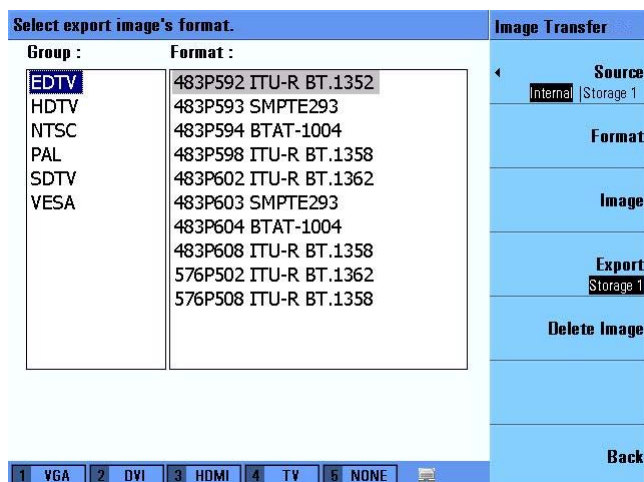 Select export image's format.
Group :
Format :
EDTV
HDTV
NTSC
PAL
SDTV
VESA
483P592 ITU-R BT.1352
483P593 SMPTE293
483P594 BTAT-1004
483P598 ITU-R BT.1358
483P602 ITU-R BT.1362
483P603 SMPTE293
483P604 BTAT-1004
483P608 ITU-R BT.1358
576P502 ITU-R BT.1362
576P508 ITU-R BT.1358
Image Transfer
Source
Internal |Storage 1
Format
Image
Export
Storage 1
Delete Image
Back
1 VGA 2 DVI 3 HDMI 4 TV 5 NONE